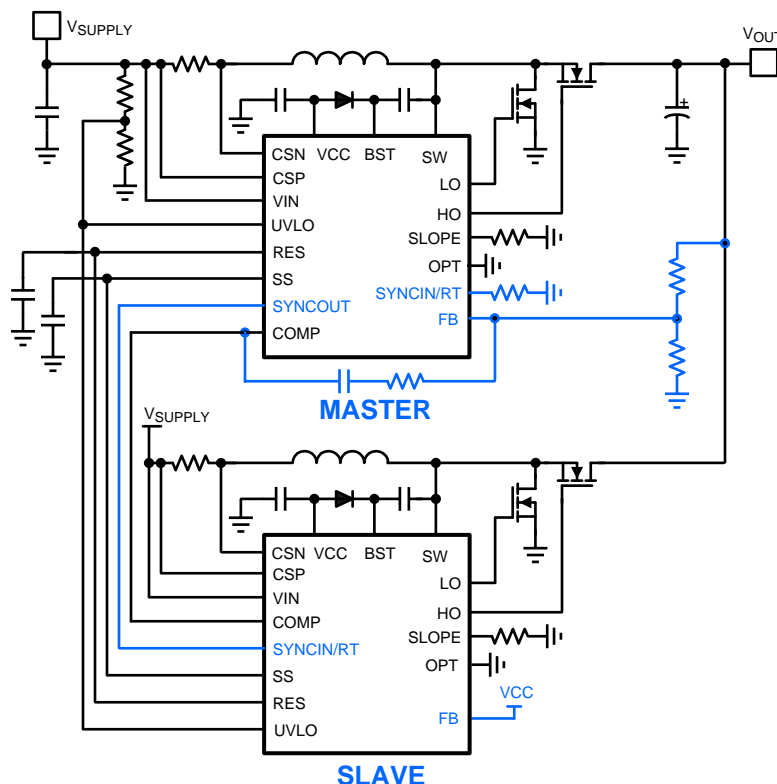 VSUPPLY
VOUT
+
CSN
VCC
BST
SW
CSP
VIN
UVLO
RES
SS
SYNCOUT
COMP
LO
HO
SLOPE
OPT
SYNCIN/RT
FB
MASTER
VSUPPLY
CSN
VCC
BST
SW
CSP
VIN
COMP
SYNCIN/RT
SS
RES
UVLO
LO
HO
SLOPE
OPT
VCC
FB
SLAVE